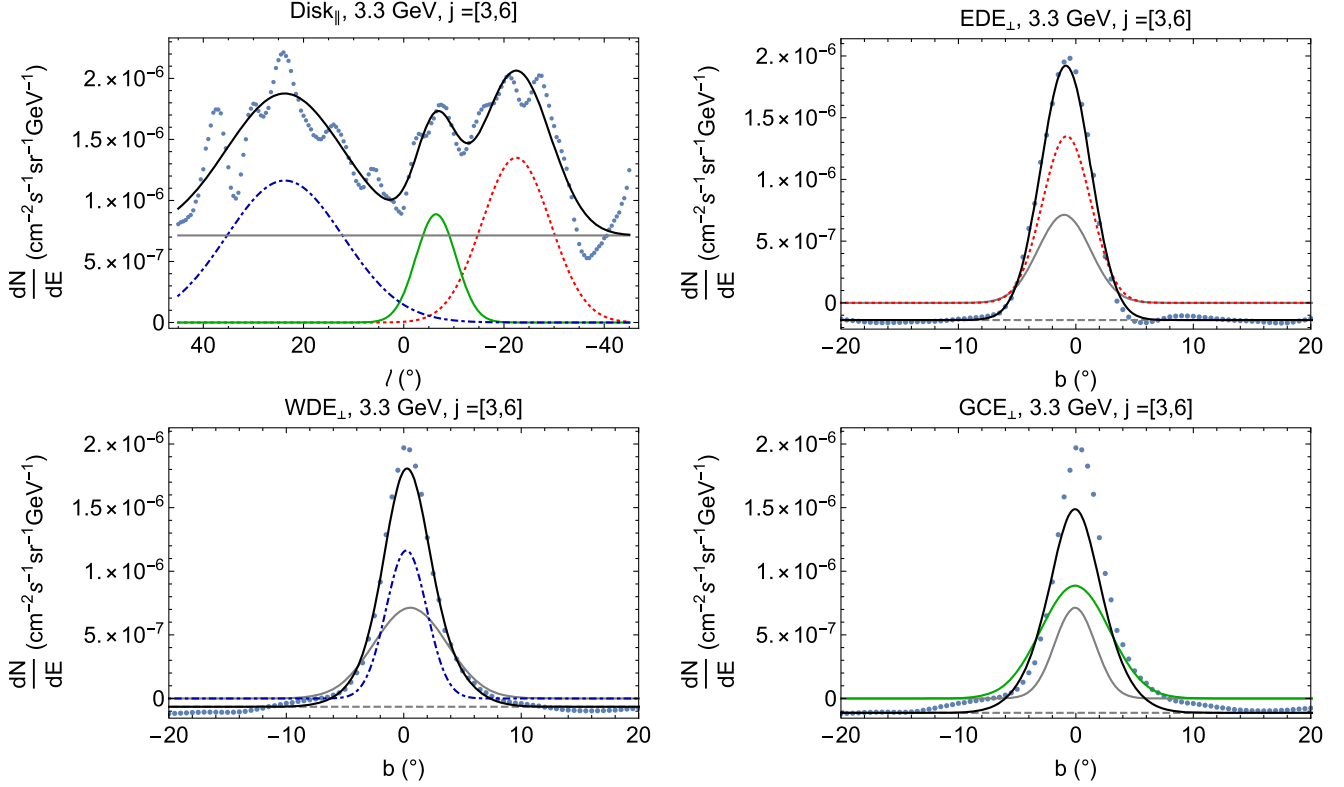 Disk∥, 3.3 GeV, j =[3,6]
dN/dE (cm⁻²s⁻¹sr⁻¹GeV⁻¹)
2.×10⁻⁶
1.5×10⁻⁶
1.×10⁻⁶
5.×10⁻⁷
0
40 20 0 −20 −40
l (°)
EDE⊥, 3.3 GeV, j =[3,6]
dN/dE (cm⁻²s⁻¹sr⁻¹GeV⁻¹)
2.×10⁻⁶
1.5×10⁻⁶
1.×10⁻⁶
5.×10⁻⁷
0
−20 −10 0 10 20
b (°)
WDE⊥, 3.3 GeV, j =[3,6]
dN/dE (cm⁻²s⁻¹sr⁻¹GeV⁻¹)
2.×10⁻⁶
1.5×10⁻⁶
1.×10⁻⁶
5.×10⁻⁷
0
−20 −10 0 10 20
b (°)
GCE⊥, 3.3 GeV, j =[3,6]
dN/dE (cm⁻²s⁻¹sr⁻¹GeV⁻¹)
2.×10⁻⁶
1.5×10⁻⁶
1.×10⁻⁶
5.×10⁻⁷
0
−20 −10 0 10 20
b (°)